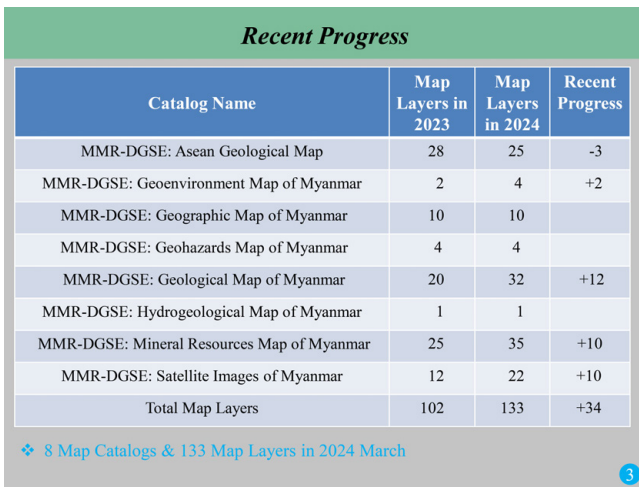 Recent Progress
Catalog Name Map Layers in 2023 Map Layers in 2024 Recent Progress
MMR-DGSE: Asean Geological Map 28 25 -3
MMR-DGSE: Geoenvironment Map of Myanmar 2 4 +2
MMR-DGSE: Geographic Map of Myanmar 10 10
MMR-DGSE: Geohazards Map of Myanmar 4 4
MMR-DGSE: Geological Map of Myanmar 20 32 +12
MMR-DGSE: Hydrogeological Map of Myanmar 1 1
MMR-DGSE: Mineral Resources Map of Myanmar 25 35 +10
MMR-DGSE: Satellite Images of Myanmar 12 22 +10
Total Map Layers 102 133 +34
❖ 8 Map Catalogs & 133 Map Layers in 2024 March
3